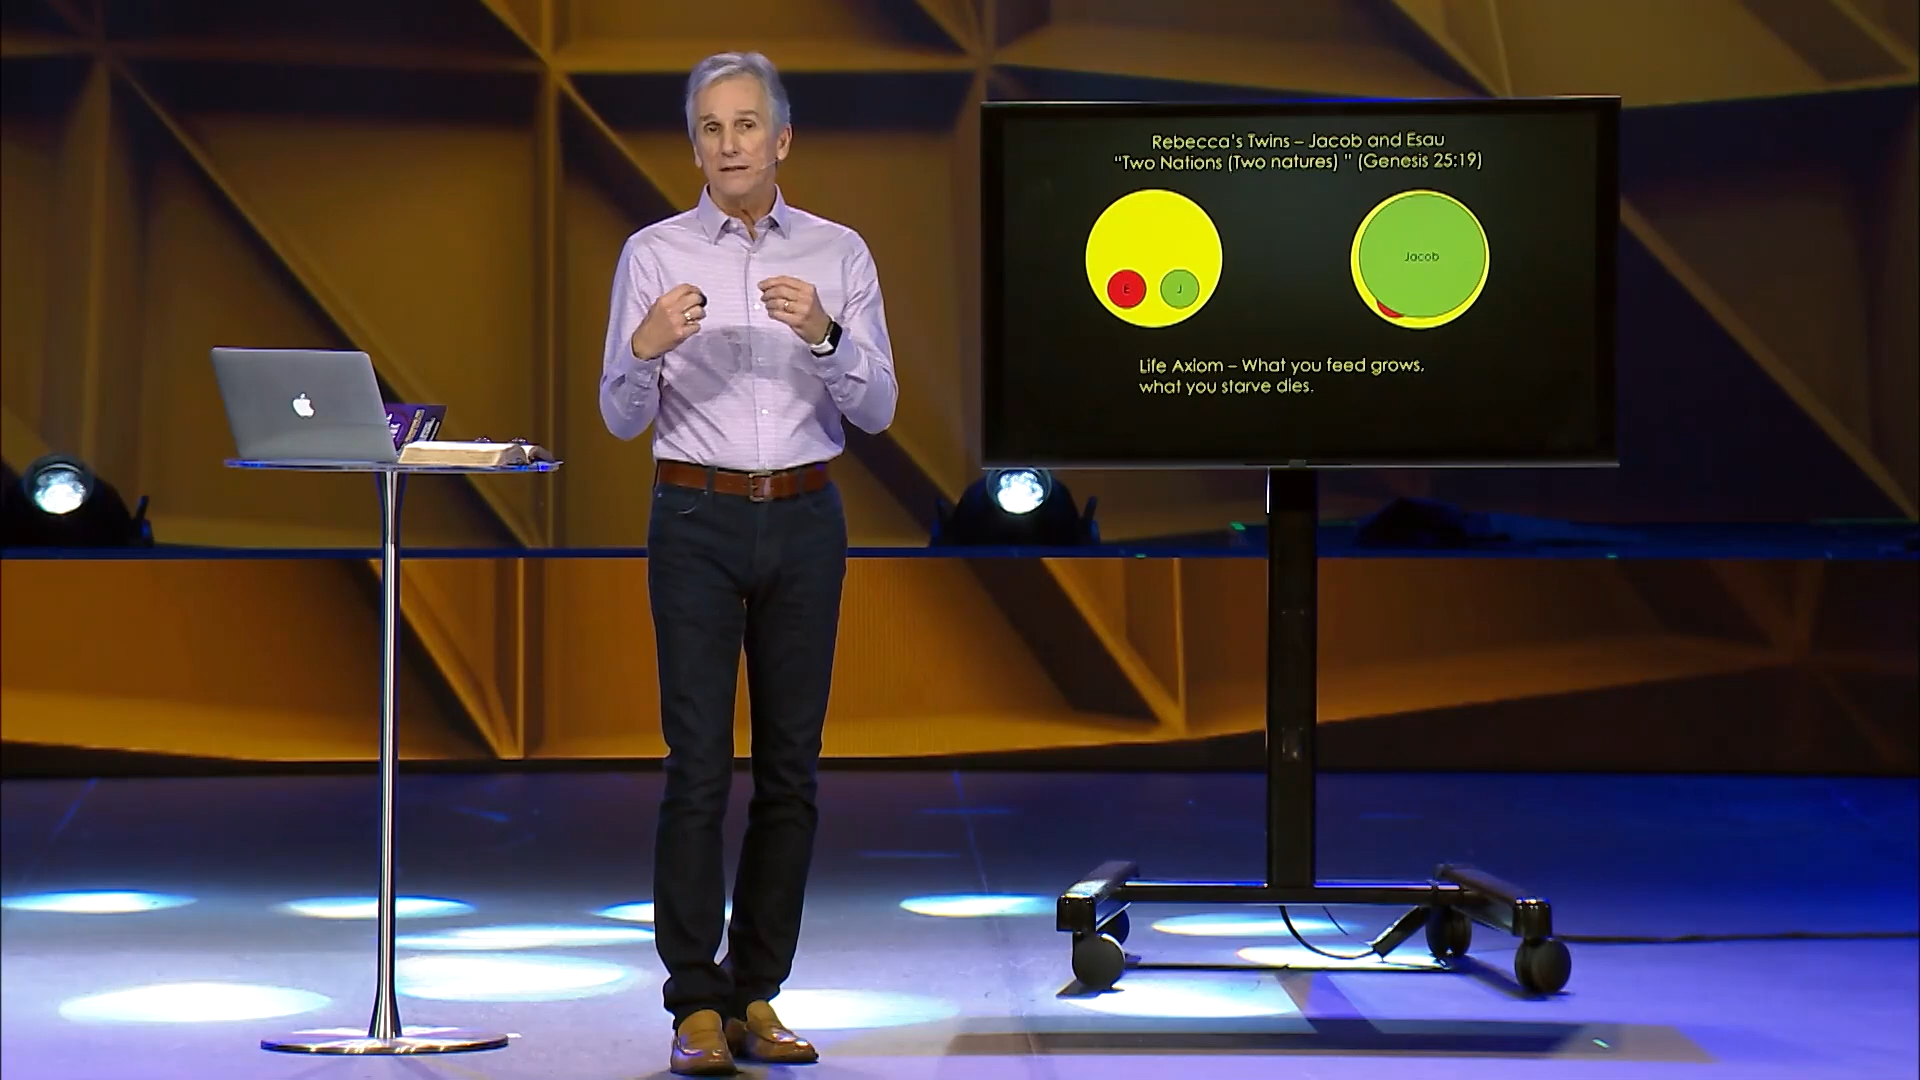 Rebecca's Twins – Jacob and Esau
"Two Nations (Two natures) " (Genesis 25:19)
E
J
Jacob
Life Axiom – What you feed grows,
what you starve dies.